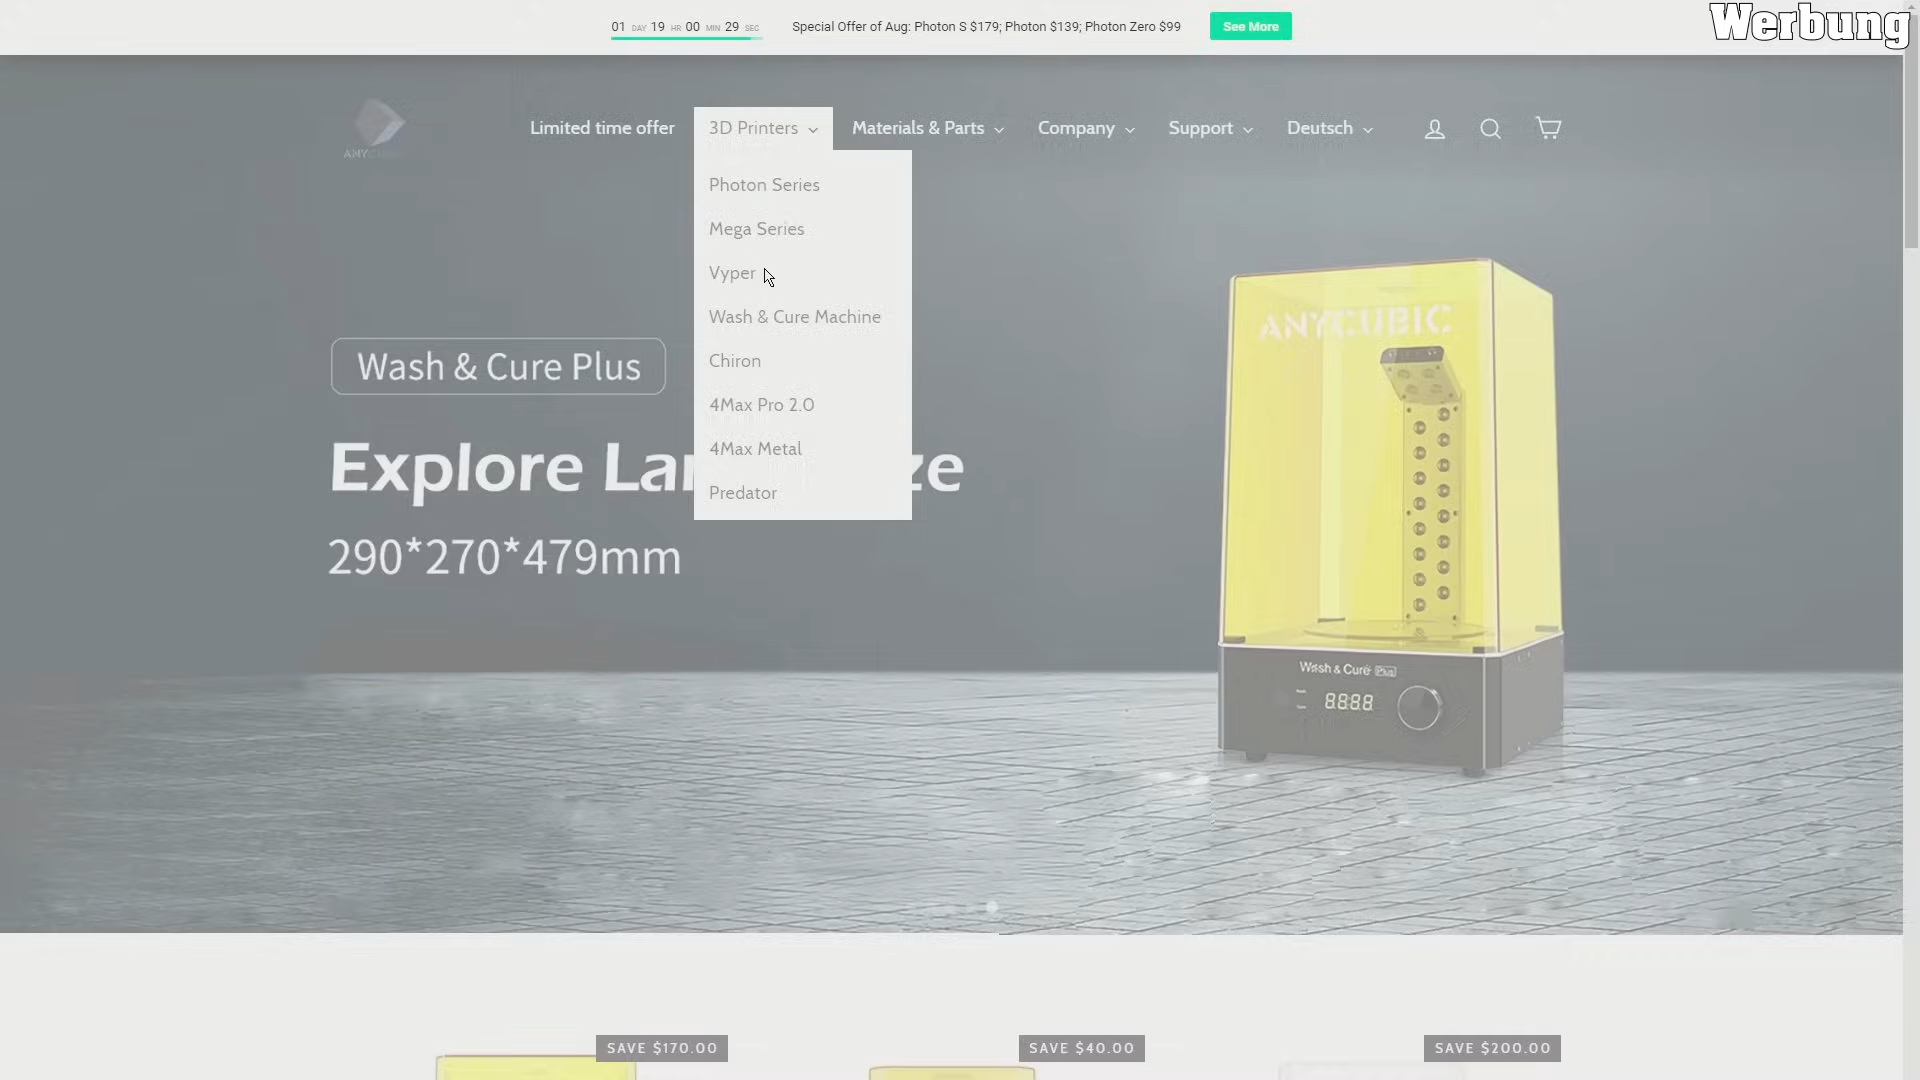 01 DAY 19 HR 00 MIN 29 SEC Special Offer of Aug: Photon S $179; Photon $139; Photon Zero $99 See More
Werbung
ANY
Limited time offer 3D Printers Materials & Parts Company Support Deutsch
Photon Series
Mega Series
Vyper
Wash & Cure Machine
Chiron
4Max Pro 2.0
4Max Metal
Predator
Wash & Cure Plus
Explore
290*270*479mm
ANYCUBIC
Wash & Cure Plus
8888
SAVE $170.00
SAVE $40.00
SAVE $200.00